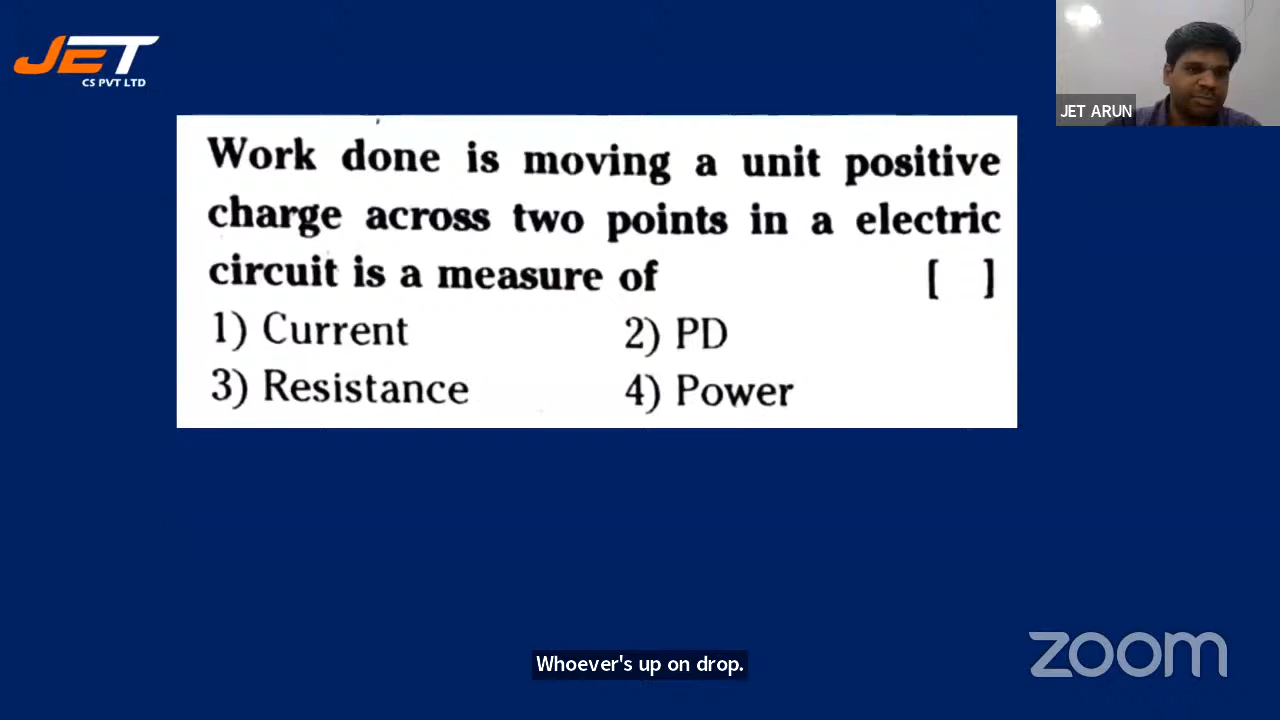 JET
CS PVT LTD
JET ARUN
Work done is moving a unit positive
charge across two points in a electric
circuit is a measure of [ ]
1) Current 2) PD
3) Resistance 4) Power
Whoever's up on drop.
zoom